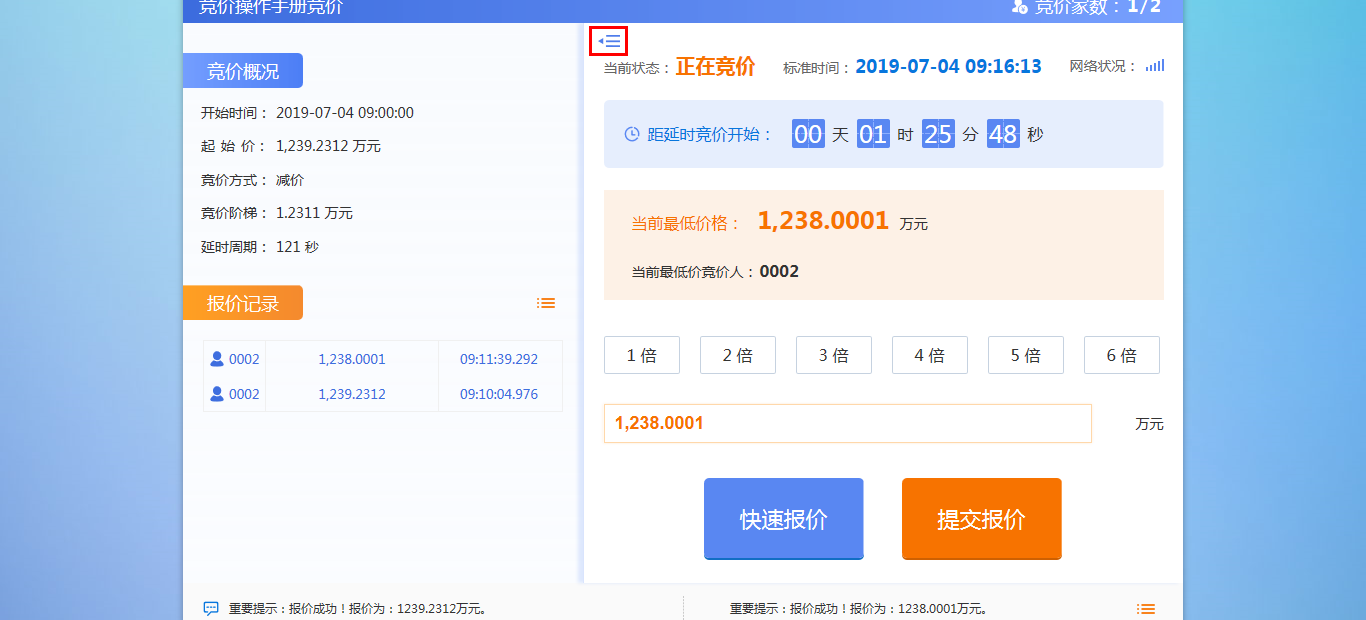 竞价操作手册竞价
竞价家数：1/2
竞价概况
开始时间： 2019-07-04 09:00:00
起 始 价： 1,239.2312 万元
竞价方式： 减价
竞价阶梯： 1.2311 万元
延时周期： 121 秒
报价记录
0002 1,238.0001 09:11:39.292
0002 1,239.2312 09:10:04.976
当前状态：正在竞价 标准时间：2019-07-04 09:16:13 网络状况：
距延时竞价开始： 00 天 01 时 25 分 48 秒
当前最低价格： 1,238.0001 万元
当前最低价竞价人：0002
1 倍 2 倍 3 倍 4 倍 5 倍 6 倍
1,238.0001 万元
快速报价 提交报价
重要提示：报价成功！报价为：1239.2312万元。
重要提示：报价成功！报价为：1238.0001万元。